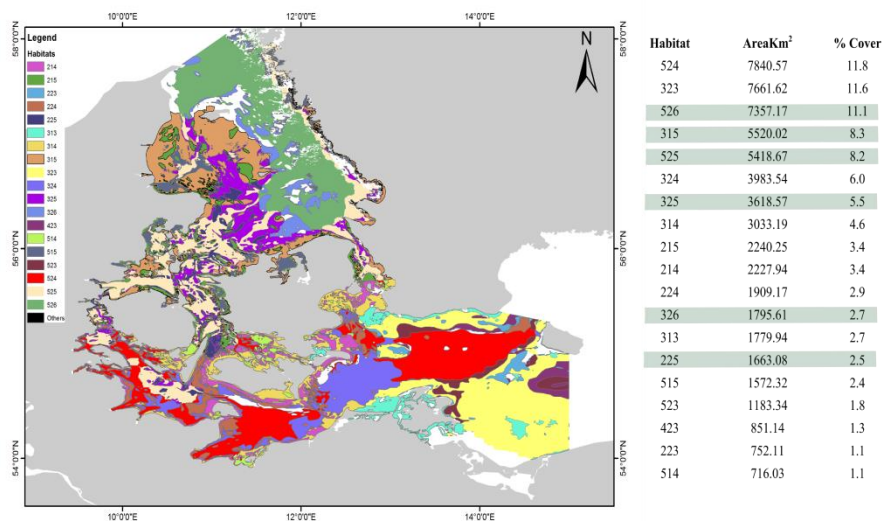 10°0'0"E 12°0'0"E 14°0'0"E
58°0'0"N
56°0'0"N
54°0'0"N
Legend
Habitats
214
215
223
224
225
313
314
315
323
324
325
326
423
514
515
523
524
525
526
Others
N
58°0'0"N
56°0'0"N
54°0'0"N
10°0'0"E 12°0'0"E 14°0'0"E
Habitat AreaKm² % Cover
524 7840.57 11.8
323 7661.62 11.6
526 7357.17 11.1
315 5520.02 8.3
525 5418.67 8.2
324 3983.54 6.0
325 3618.57 5.5
314 3033.19 4.6
215 2240.25 3.4
214 2227.94 3.4
224 1909.17 2.9
326 1795.61 2.7
313 1779.94 2.7
225 1663.08 2.5
515 1572.32 2.4
523 1183.34 1.8
423 851.14 1.3
223 752.11 1.1
514 716.03 1.1